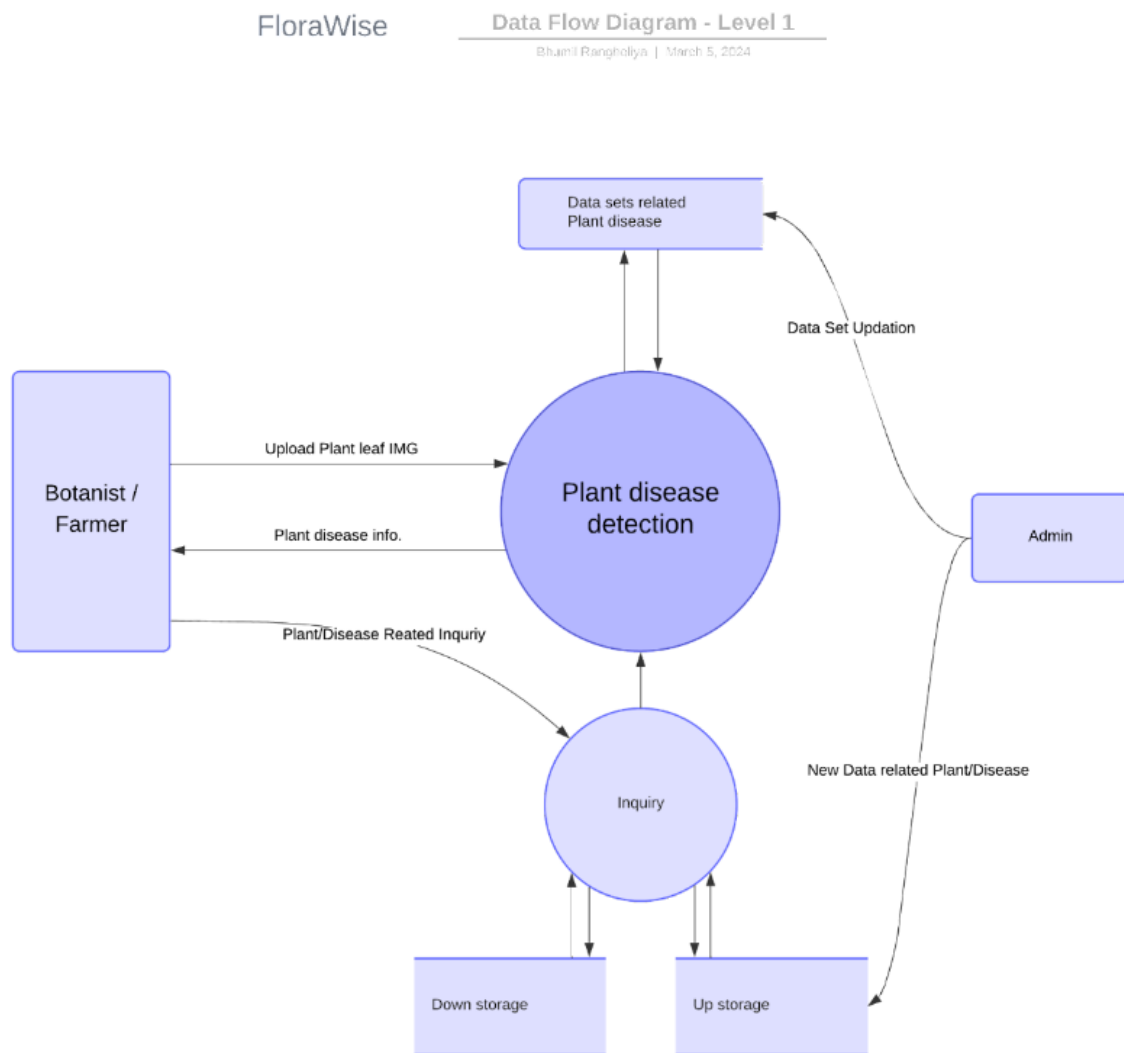 FloraWise
Data Flow Diagram - Level 1
Bhumil Rangholiya | March 5, 2024
Data sets related
Plant disease
Data Set Updation
Upload Plant leaf IMG
Botanist /
Farmer
Plant disease
detection
Admin
Plant disease info.
Plant/Disease Reated Inquriy
New Data related Plant/Disease
Inquiry
Down storage
Up storage